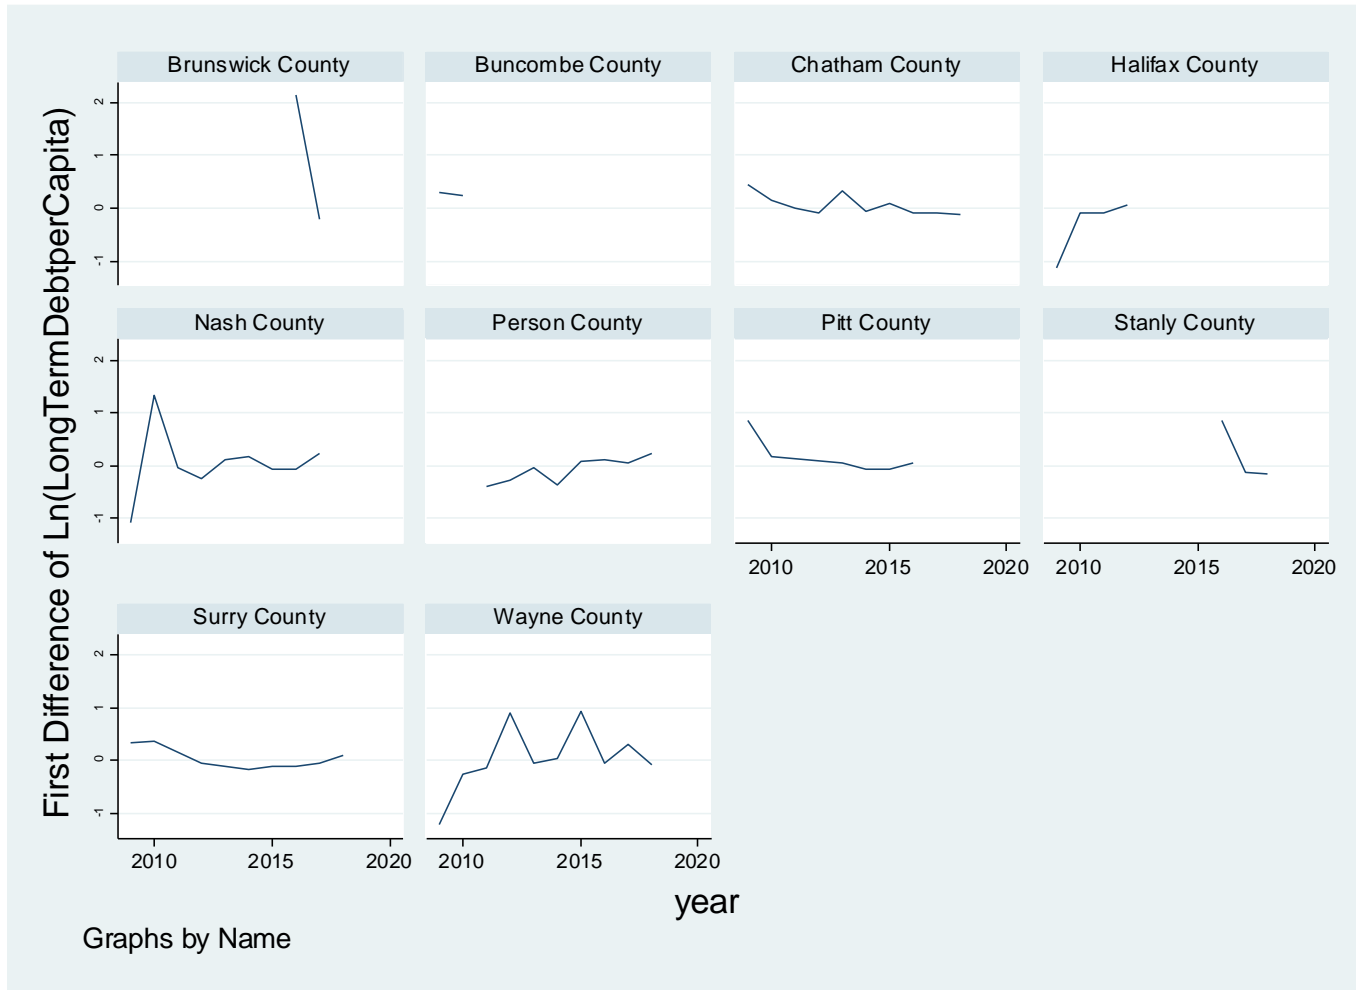 First Difference of Ln(LongTermDebtperCapita)
Brunswick County
Buncombe County
Chatham County
Halifax County
2
1
0
-1
Nash County
Person County
Pitt County
Stanly County
2
1
0
-1
2010 2015 2020
2010 2015 2020
Surry County
Wayne County
2
1
0
-1
2010 2015 2020
2010 2015 2020
year
Graphs by Name